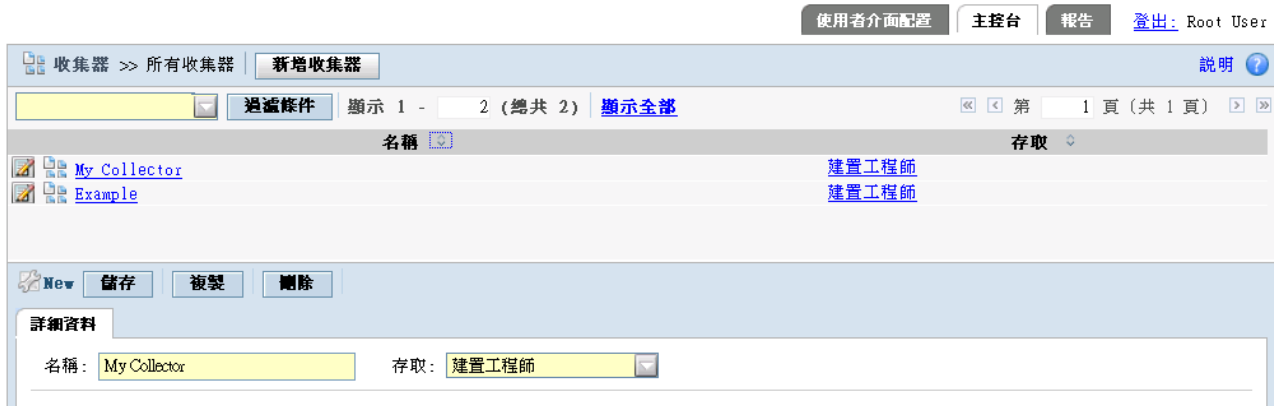 使用者介面配置 主控台 報告 登出: Root User
收集器 >> 所有收集器 新增收集器 說明 ?
過濾條件 顯示 1 - 2 (總共 2) 顯示全部 第 1 頁 (共 1 頁)
名稱 存取
My Collector 建置工程師
Example 建置工程師
New 儲存 複製 刪除
詳細資料
名稱: My Collector 存取: 建置工程師